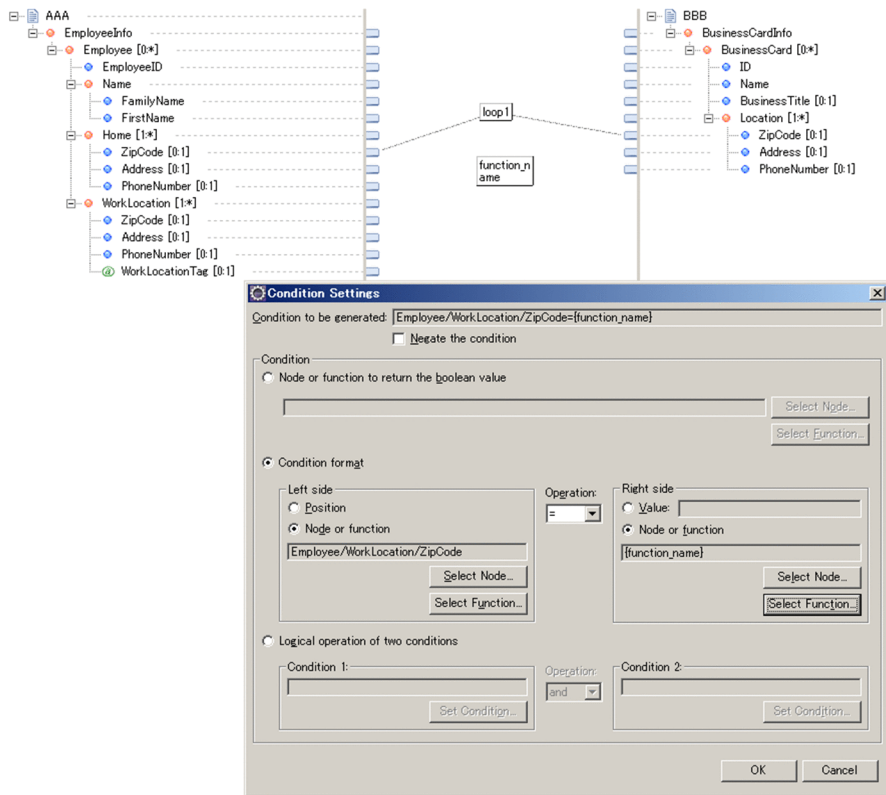 AAA
EmployeeInfo
Employee [0:*]
EmployeeID
Name
FamilyName
FirstName
Home [1:*]
ZipCode [0:1]
Address [0:1]
PhoneNumber [0:1]
WorkLocation [1:*]
ZipCode [0:1]
Address [0:1]
PhoneNumber [0:1]
WorkLocationTag [0:1]
loop1
function_n
ame
BBB
BusinessCardInfo
BusinessCard [0:*]
ID
Name
BusinessTitle [0:1]
Location [1:*]
ZipCode [0:1]
Address [0:1]
PhoneNumber [0:1]
Condition Settings
Condition to be generated: Employee/WorkLocation/ZipCode={function_name}
Negate the condition
Condition
Node or function to return the boolean value
Select Node...
Select Function...
Condition format
Left side
Position
Node or function
Employee/WorkLocation/ZipCode
Select Node...
Select Function...
Operation:
=
Right side
Value:
Node or function
{function_name}
Select Node...
Select Function...
Logical operation of two conditions
Condition 1:
Set Condition...
Operation:
and
Condition 2:
Set Condition...
OK
Cancel